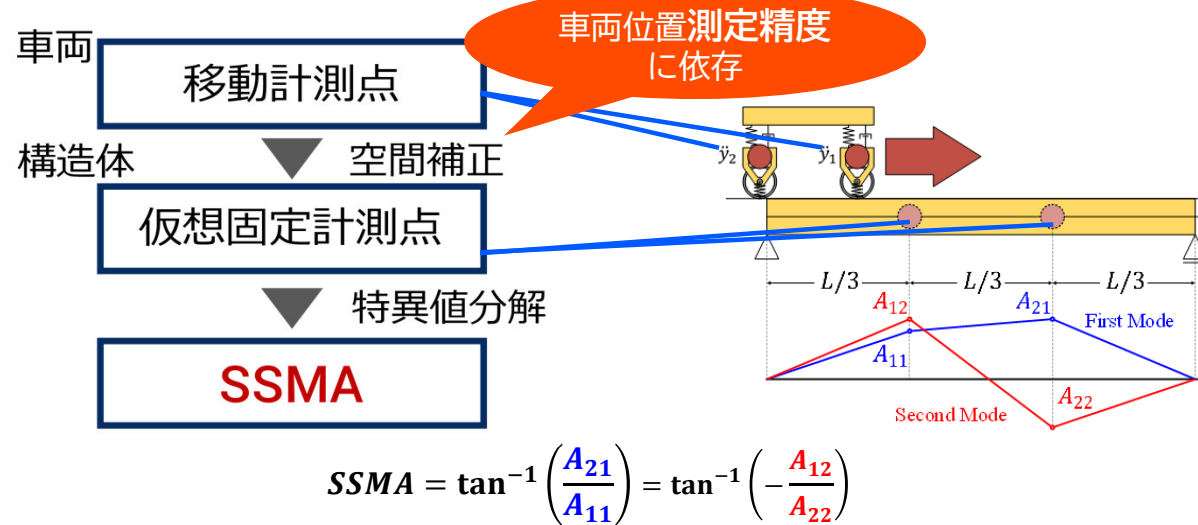 車両
移動計測点
車両位置測定精度
に依存
構造体
空間補正
仮想固定計測点
特異値分解
SSMA
ÿ₂
ÿ₁
L/3
L/3
L/3
A₁₂
A₂₁
First Mode
A₁₁
A₂₂
Second Mode
SSMA = tan⁻¹(A₂₁/A₁₁) = tan⁻¹(−A₁₂/A₂₂)